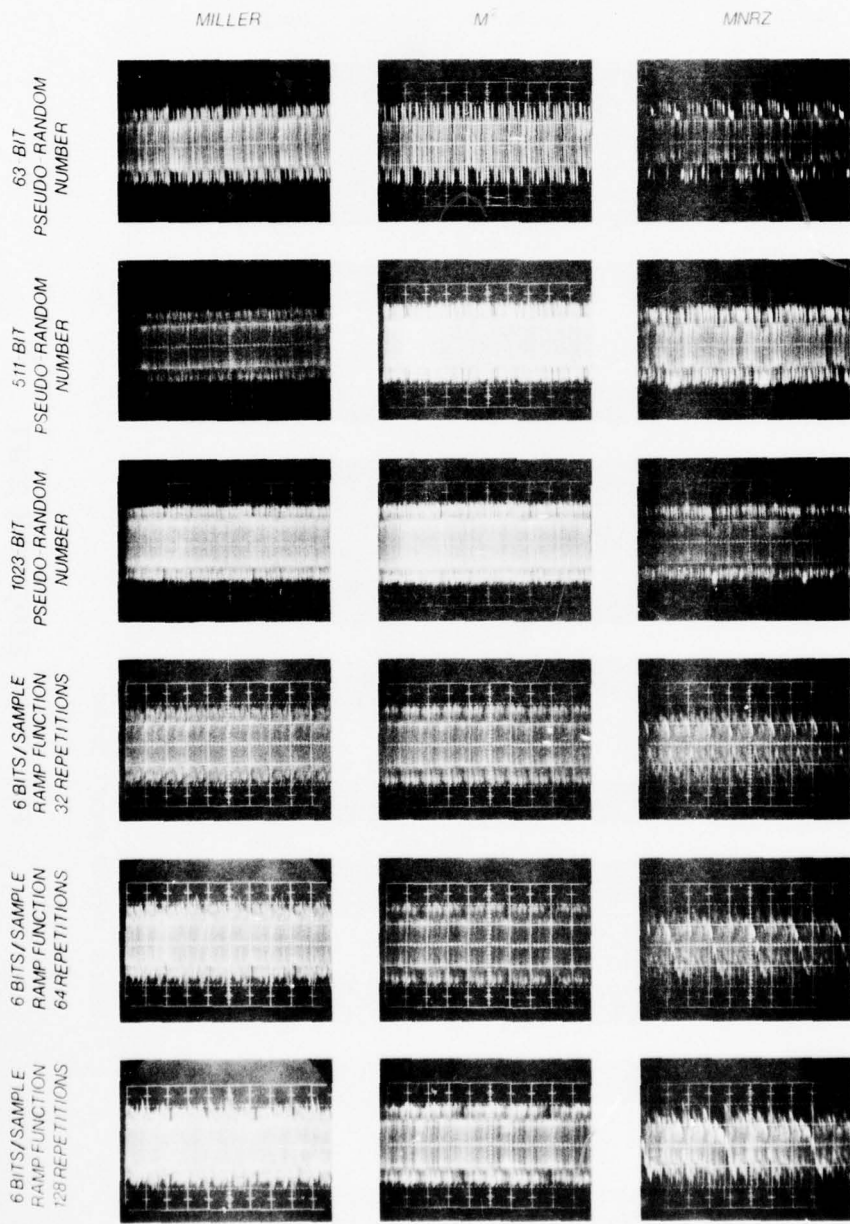 MILLER
M²
MNRZ
63 BIT
PSEUDO-RANDOM
NUMBER
511 BIT
PSEUDO RANDOM
NUMBER
1023 BIT
PSEUDO RANDOM
NUMBER
6 BITS/SAMPLE
RAMP FUNCTION
32 REPETITIONS
6 BITS/SAMPLE
RAMP FUNCTION
64 REPETITIONS
6 BITS/SAMPLE
RAMP FUNCTION
128 REPETITIONS